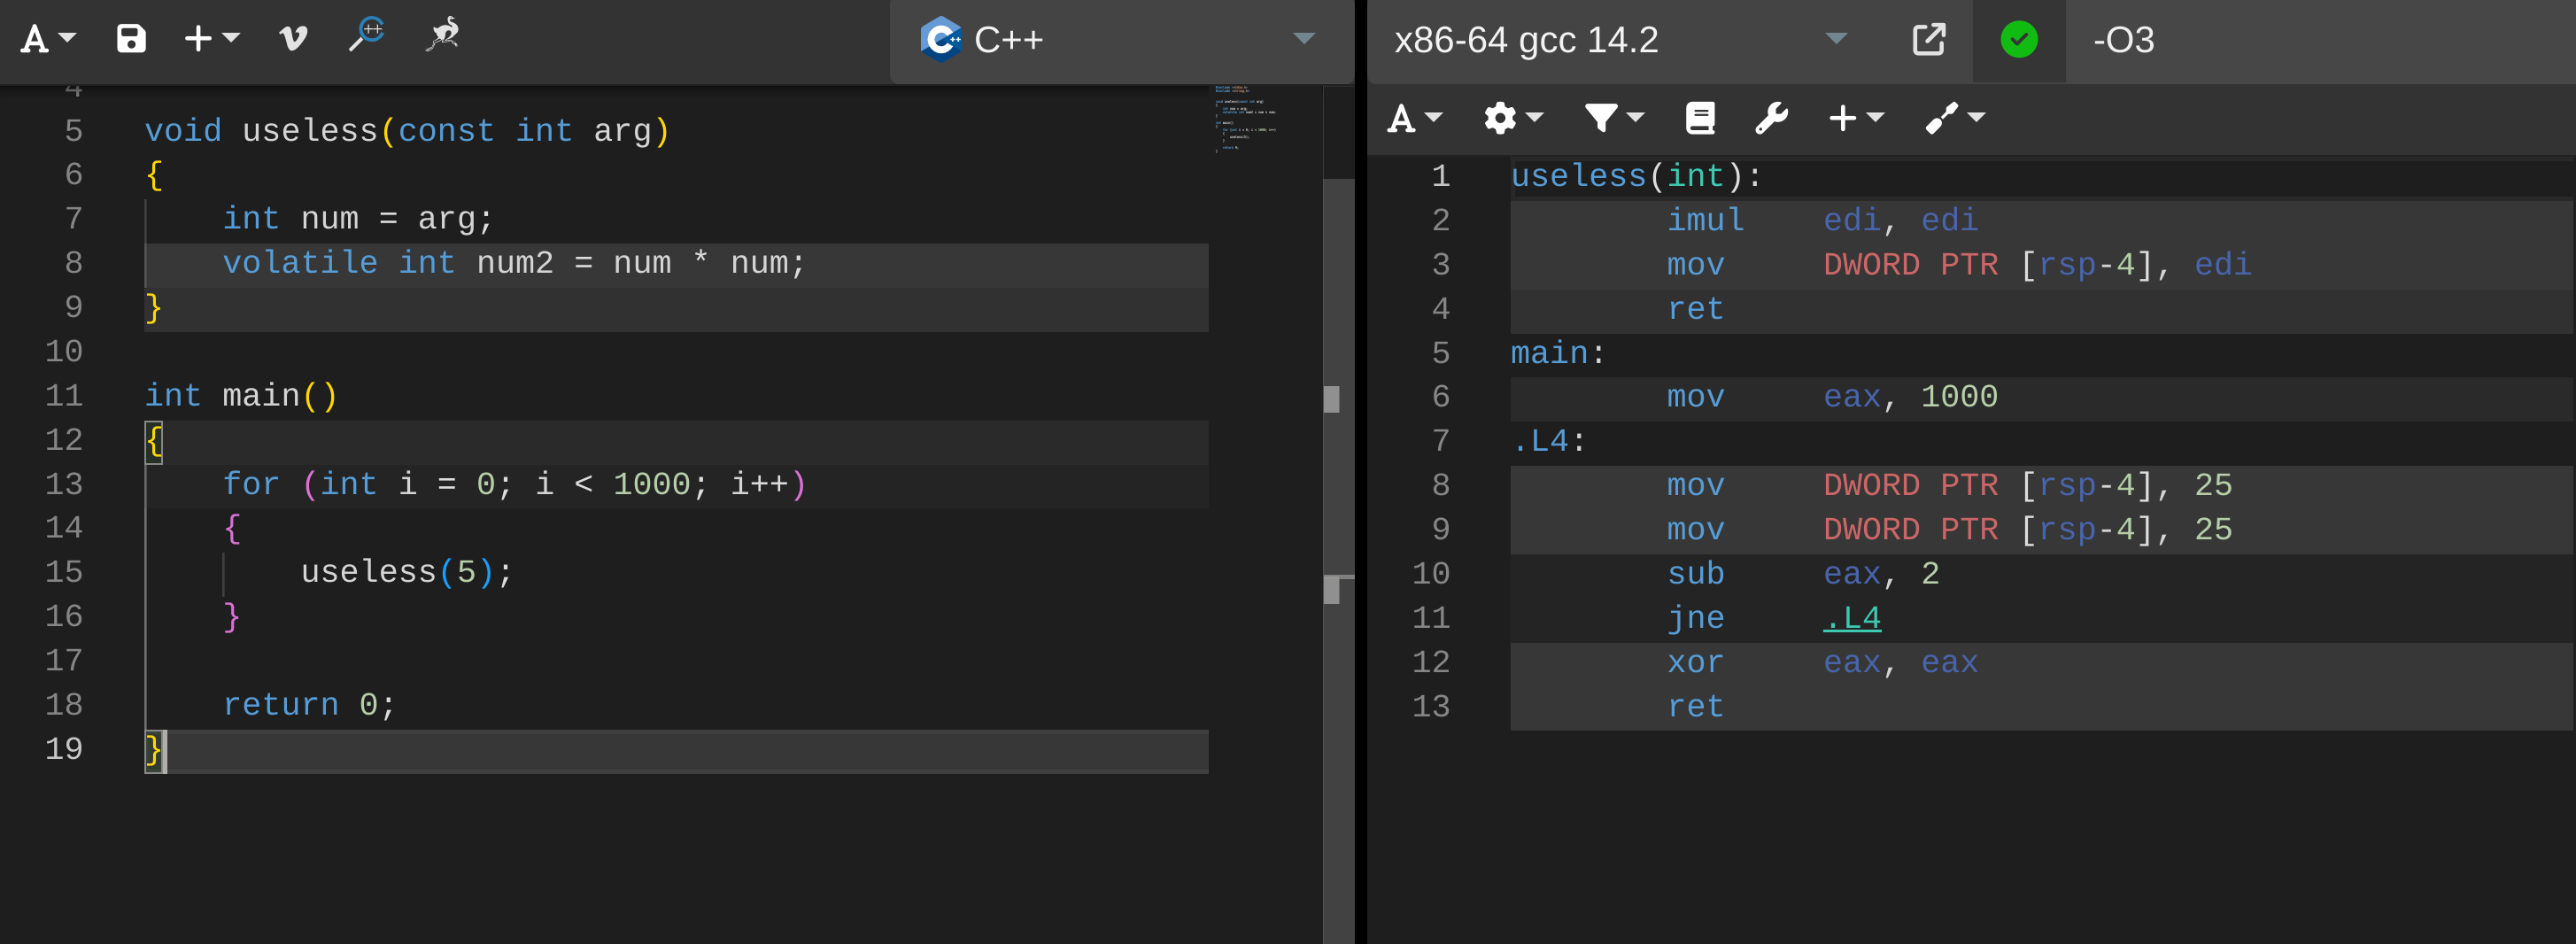 C++
4
5 void useless(const int arg)
6 {
7     int num = arg;
8     volatile int num2 = num * num;
9 }
10
11 int main()
12 {
13     for (int i = 0; i < 1000; i++)
14     {
15         useless(5);
16     }
17
18     return 0;
19 }
x86-64 gcc 14.2 -O3
1 useless(int):
2         imul    edi, edi
3         mov     DWORD PTR [rsp-4], edi
4         ret
5 main:
6         mov     eax, 1000
7 .L4:
8         mov     DWORD PTR [rsp-4], 25
9         mov     DWORD PTR [rsp-4], 25
10         sub     eax, 2
11         jne     .L4
12         xor     eax, eax
13         ret